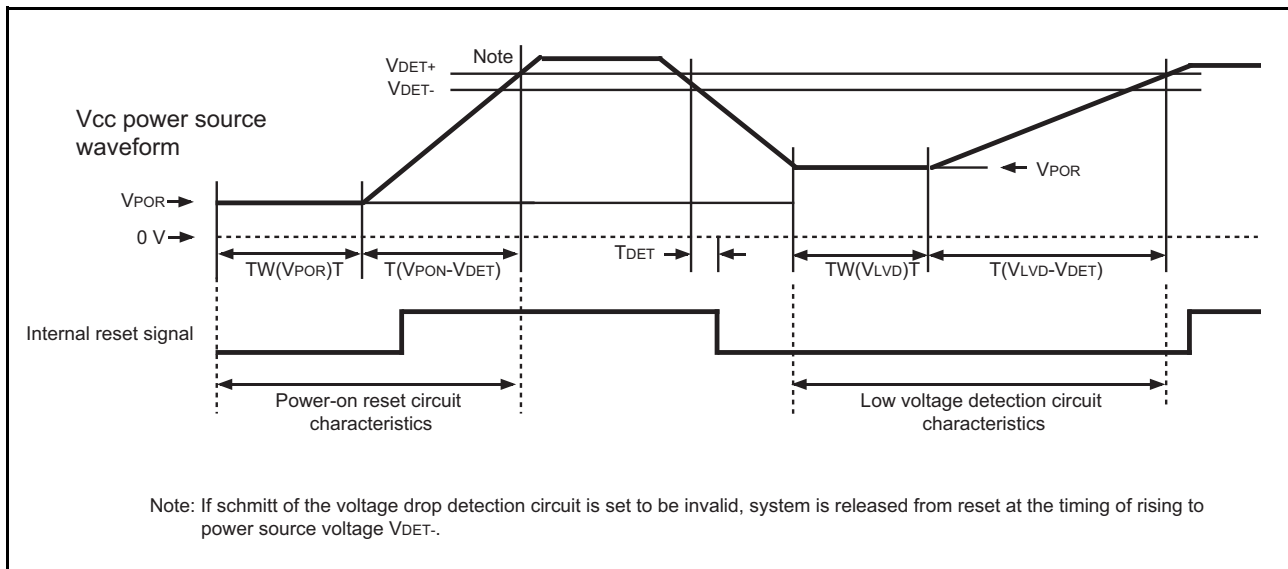 VDET+
Note
VDET-
Vcc power source
waveform
VPOR
VPOR
0 V
TDET
TW(VPOR)T
T(VPON-VDET)
TW(VLVD)T
T(VLVD-VDET)
Internal reset signal
Power-on reset circuit
characteristics
Low voltage detection circuit
characteristics
Note: If schmitt of the voltage drop detection circuit is set to be invalid, system is released from reset at the timing of rising to
power source voltage VDET-.